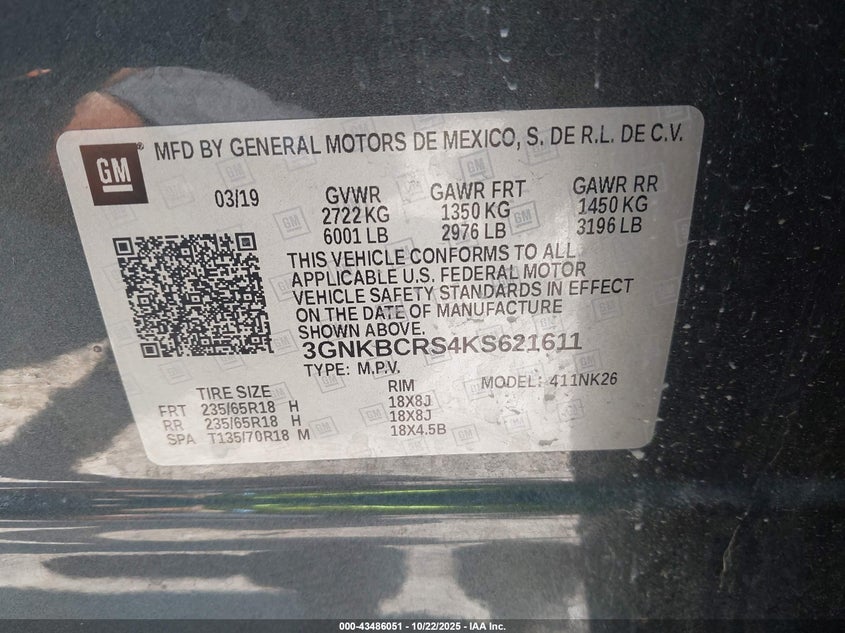 GM
MFD BY GENERAL MOTORS DE MEXICO, S. DE R.L. DE C.V.
03/19 GVWR GAWR FRT GAWR RR
2722 KG 1350 KG 1450 KG
6001 LB 2976 LB 3196 LB
THIS VEHICLE CONFORMS TO ALL
APPLICABLE U.S. FEDERAL MOTOR
VEHICLE SAFETY STANDARDS IN EFFECT
ON THE DATE OF MANUFACTURE
SHOWN ABOVE.
3GNKBCRS4KS621611
TYPE: M.P.V. MODEL: 411NK26
TIRE SIZE RIM
FRT 235/65R18 H 18X8J
RR 235/65R18 H 18X8J
SPA T135/70R18 M 18X4.5B
000-43486051 - 10/22/2025 - IAA Inc.